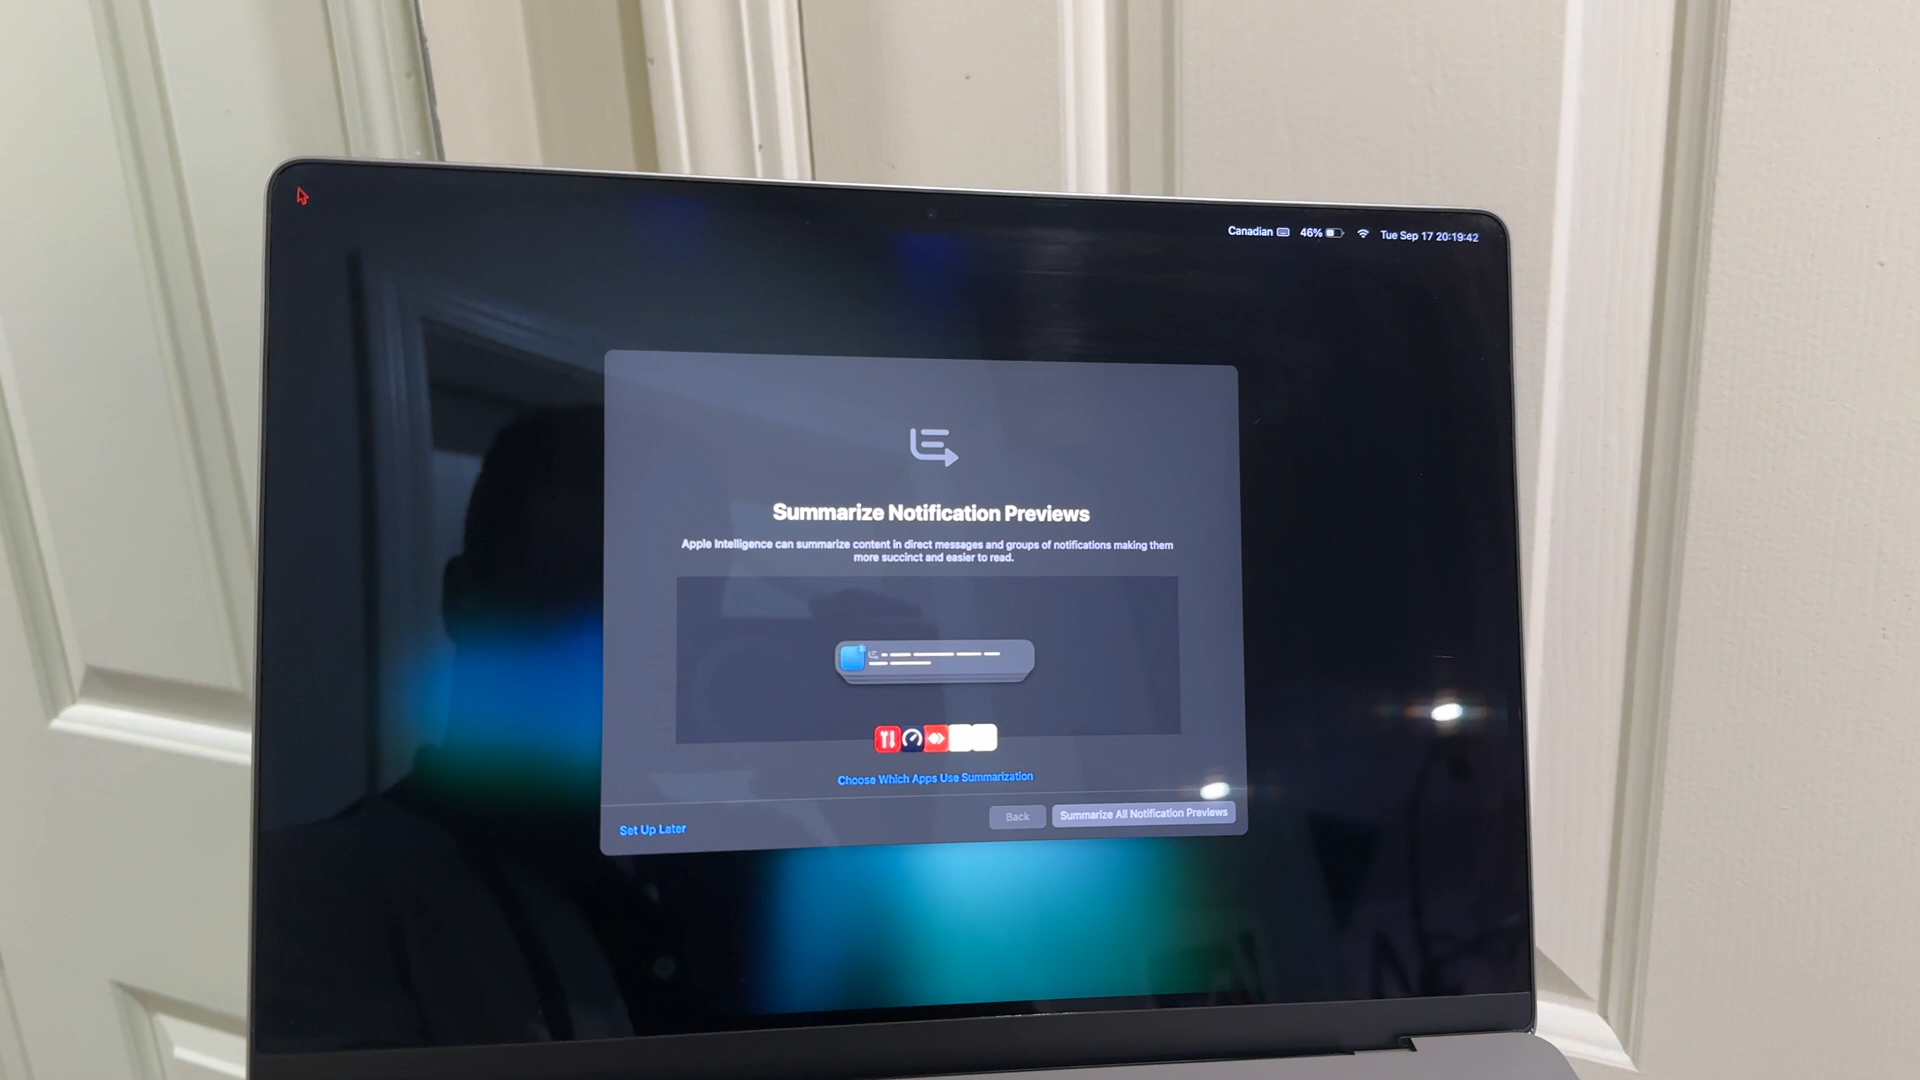 Canadian 46% Tue Sep 17 20:19:42
Summarize Notification Previews
Apple Intelligence can summarize content in direct messages and groups of notifications making them
more succinct and easier to read.
Choose Which Apps Use Summarization
Set Up Later
Back
Summarize All Notification Previews